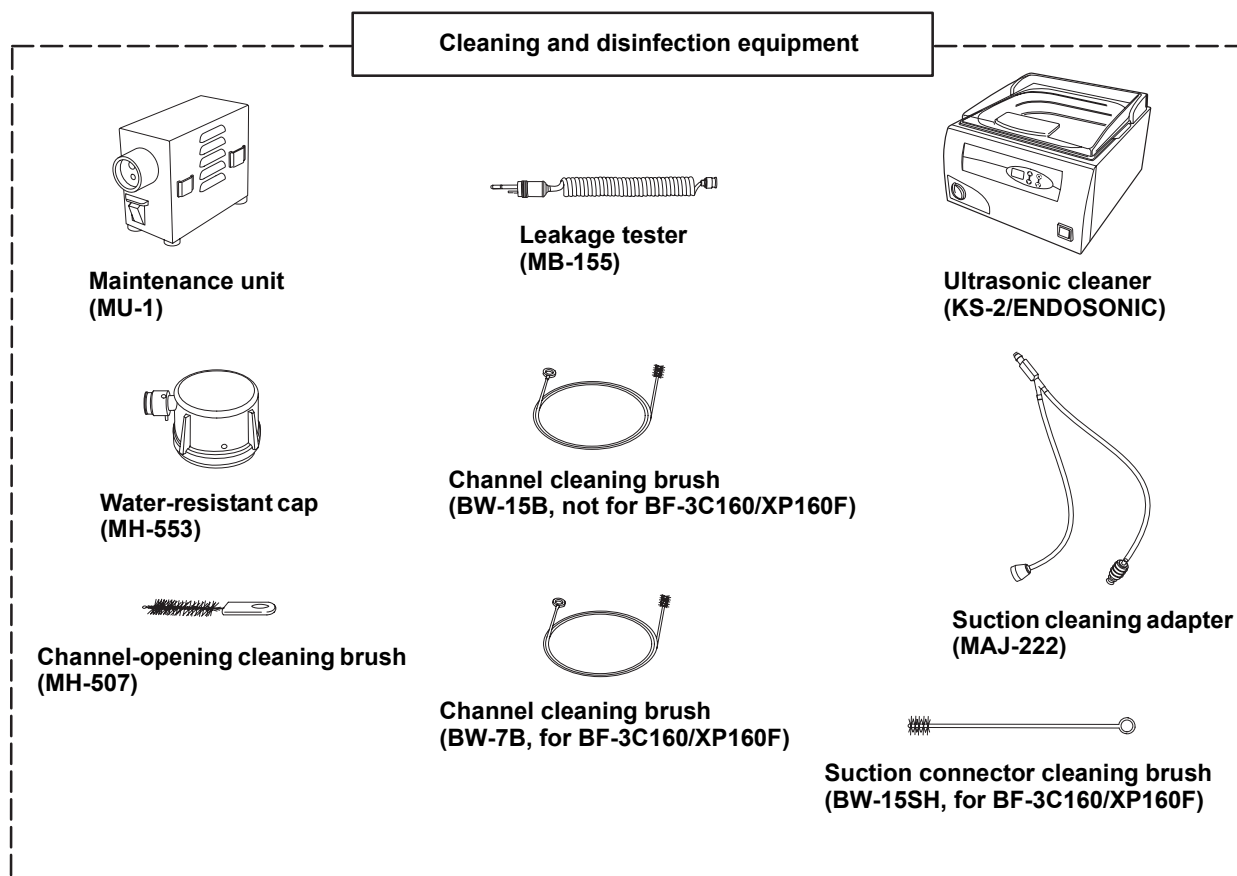 Cleaning and disinfection equipment
Maintenance unit
(MU-1)
Leakage tester
(MB-155)
Ultrasonic cleaner
(KS-2/ENDOSONIC)
Water-resistant cap
(MH-553)
Channel cleaning brush
(BW-15B, not for BF-3C160/XP160F)
Suction cleaning adapter
(MAJ-222)
Channel-opening cleaning brush
(MH-507)
Channel cleaning brush
(BW-7B, for BF-3C160/XP160F)
Suction connector cleaning brush
(BW-15SH, for BF-3C160/XP160F)